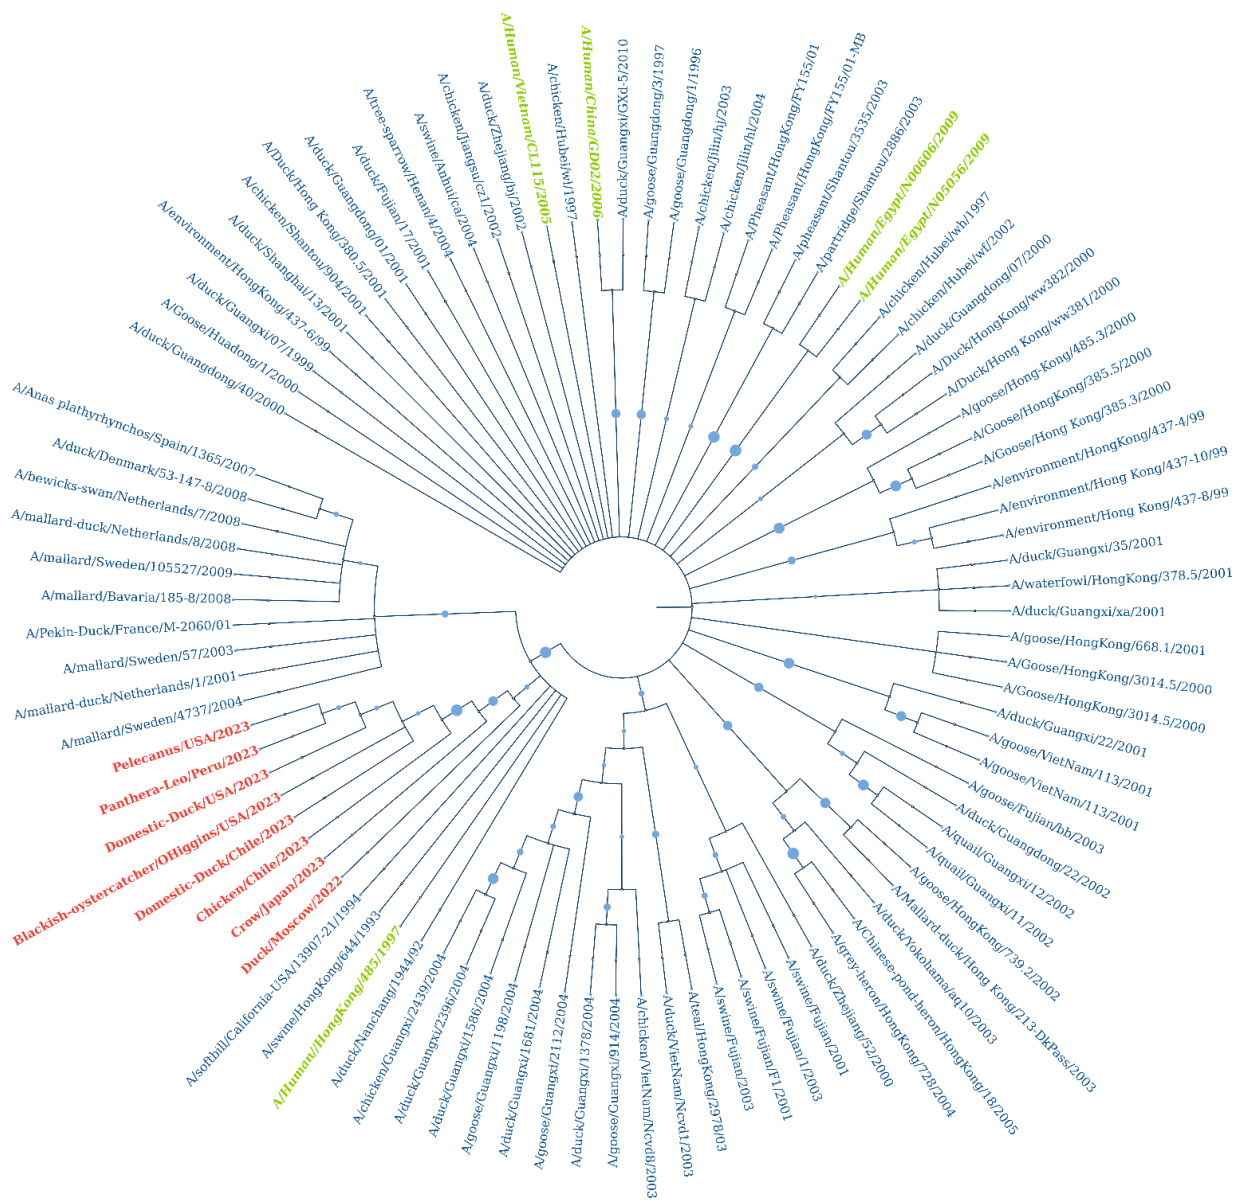 A/Human/Vietnam/CL115/2005
A/chicken/Hubei/wl/1997
A/Human/China/GD02/2006
A/duck/Guangxi/GXd-5/2010
A/goose/Guangdong/3/1997
A/goose/Guangdong/1/1996
A/chicken/Jilin/hj/2003
A/chicken/jilin/hl/2004
A/Pheasant/HongKong/FY155/01
A/Pheasant/HongKong/FY155/01-MB
A/pheasant/Shantou/3535/2003
A/partridge/Shantou/2886/2003
A/Human/Egypt/N00606/2009
A/Human/Egypt/N05056/2009
A/chicken/Hubei/wh/1997
A/chicken/Hubei/wf/2002
A/duck/Guangdong/07/2000
A/Duck/HongKong/ww382/2000
A/Duck/Hong Kong/ww381/2000
A/goose/Hong-Kong/485.3/2000
A/Goose/HongKong/385.5/2000
A/Goose/Hong Kong/385.3/2000
A/environment/HongKong/437-4/99
A/environment/Hong Kong/437-10/99
A/environment/Hong Kong/437-8/99
A/duck/Guangxi/35/2001
A/waterfowl/HongKong/378.5/2001
A/duck/Guangxi/xa/2001
A/goose/HongKong/668.1/2001
A/Goose/HongKong/3014.5/2000
A/Goose/HongKong/3014.5/2000
A/duck/Guangxi/22/2001
A/goose/VietNam/113/2001
A/goose/VietNam/113/2001
A/goose/Fujian/bb/2003
A/duck/Guangdong/22/2002
A/quail/Guangxi/12/2002
A/quail/Guangxi/11/2002
A/goose/HongKong/739.2/2002
A/Mallard-duck/Hong Kong/213-DkPass/2003
A/duck/Yokohama/aq10/2003
A/Chinese-pond-heron/HongKong/18/2005
A/grey-heron/HongKong/728/2004
A/duck/Zhejiang/52/2000
A/swine/Fujian/2001
A/swine/Fujian/1/2003
A/swine/Fujian/F1/2001
A/swine/Fujian/2003
A/teal/HongKong/2978/03
A/duck/VietNam/Ncvd1/2003
A/chicken/VietNam/Ncvd8/2003
A/goose/Guangxi/914/2004
A/duck/Guangxi/1378/2004
A/goose/Guangxi/2112/2004
A/duck/Guangxi/1681/2004
A/goose/Guangxi/1198/2004
A/duck/Guangxi/1586/2004
A/duck/Guangxi/2396/2004
A/chicken/Guangxi/2439/2004
A/duck/Nanchang/1944/92
A/Human//HongKong/485/1997
A/swine/HongKong/644/1993
A/softbill/California-USA/13907-21/1994
Duck/Moscow/2022
Crow/Japan/2023
Chicken/Chile/2023
Domestic-Duck/Chile/2023
Blackish-oystercatcher/OHiggins/USA/2023
Domestic-Duck/USA/2023
Panthera-Leo/Peru/2023
Pelecanus/USA/2023
A/mallard/Sweden/4737/2004
A/mallard-duck/Netherlands/1/2001
A/mallard/Sweden/57/2003
A/Pekin-Duck/France/M-2060/01
A/mallard/Bavaria/185-8/2008
A/mallard/Sweden/105527/2009
A/mallard-duck/Netherlands/8/2008
A/bewicks-swan/Netherlands/7/2008
A/duck/Denmark/53-147-8/2008
A/Anas plathyrhynchos/Spain/1365/2007
A/duck/Guangdong/40/2000
A/Goose/Huadong/1/2000
A/duck/Guangxi/07/1999
A/environment/HongKong/437-6/99
A/duck/Shanghai/13/2001
A/chicken/Shantou/904/2001
A/Duck/Hong Kong/380.5/2001
A/duck/Guangdong/01/2001
A/duck/Fujian/17/2001
A/tree-sparrow/Henan/4/2004
A/swine/Anhui/ca/2004
A/chicken/Jiangsu/cz1/2002
A/duck/Zhejiang/bj/2002